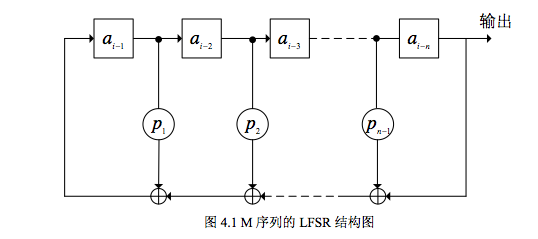 输出
a_{i-1} a_{i-2} a_{i-3} a_{i-n}
p_1 p_2 p_{n-1}
图 4.1 M 序列的 LFSR 结构图